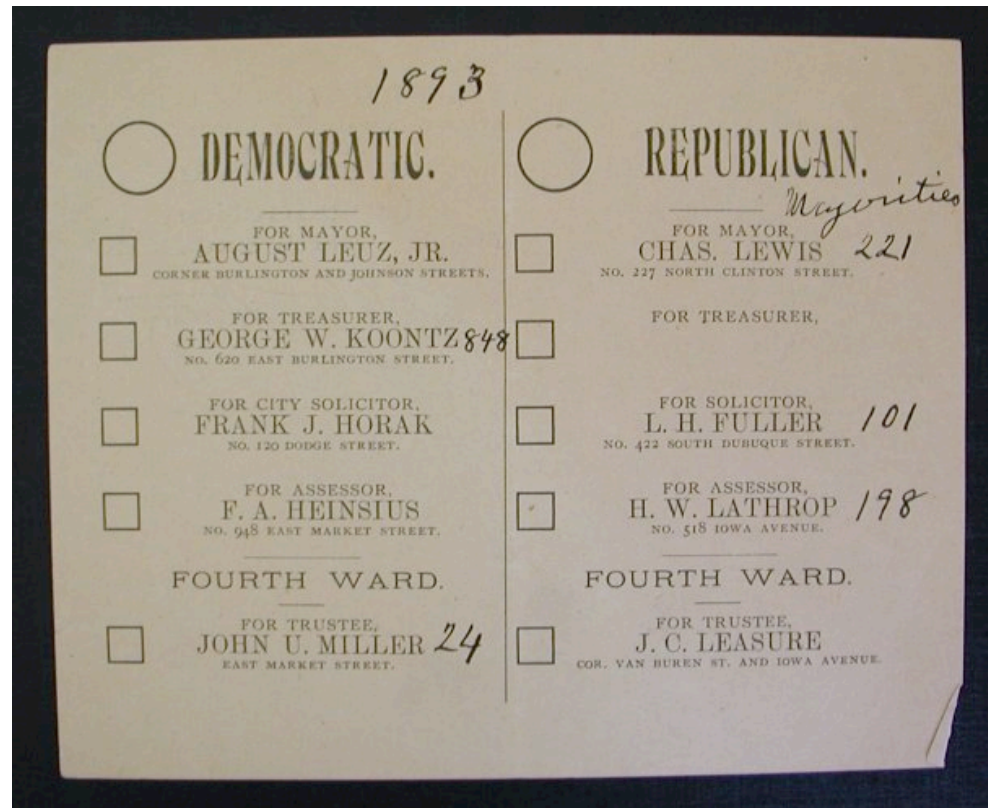 1893
DEMOCRATIC.
FOR MAYOR,
AUGUST LEUZ, JR.
CORNER BURLINGTON AND JOHNSON STREETS.
FOR TREASURER,
GEORGE W. KOONTZ 848
NO. 620 EAST BURLINGTON STREET.
FOR CITY SOLICITOR,
FRANK J. HORAK
NO. 120 DODGE STREET.
FOR ASSESSOR,
F. A. HEINSIUS
NO. 948 EAST MARKET STREET.
FOURTH WARD.
FOR TRUSTEE,
JOHN U. MILLER 24
EAST MARKET STREET.
REPUBLICAN.
Mayorities
FOR MAYOR,
CHAS. LEWIS 221
NO. 227 NORTH CLINTON STREET.
FOR TREASURER,
FOR SOLICITOR,
L. H. FULLER 101
NO. 422 SOUTH DUBUQUE STREET.
FOR ASSESSOR,
H. W. LATHROP 198
NO. 518 IOWA AVENUE.
FOURTH WARD.
FOR TRUSTEE,
J. C. LEASURE
COR. VAN BUREN ST. AND IOWA AVENUE.